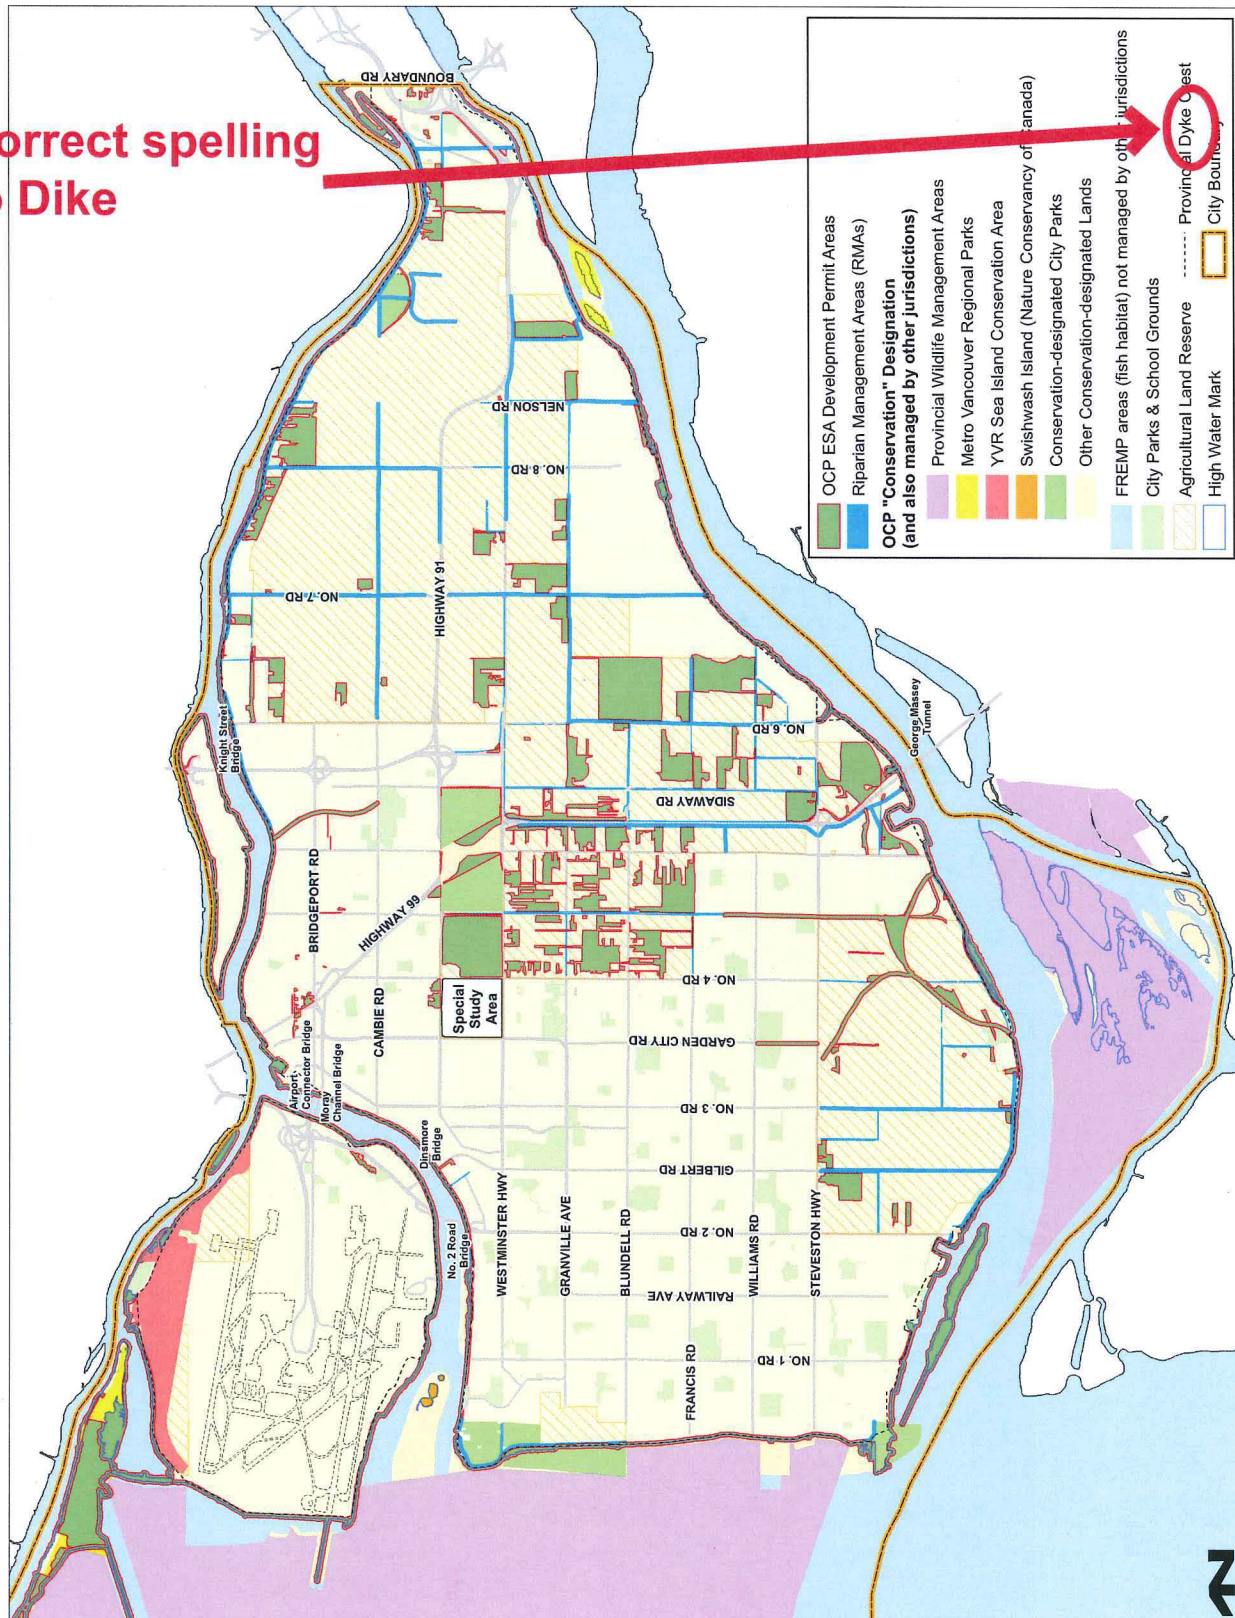 orrect spelling
Dike
BOUNDARY RD
NELSON RD
NO. 8 RD
HIGHWAY 91
NO. 7 RD
Knight Street
Bridge
NO. 6 RD
George Massey
Tunnel
SIDAWAY RD
BRIDGEPORT RD
HIGHWAY 99
NO. 4 RD
Special
Study
Area
CAMBIE RD
GARDEN CITY RD
Airport
Connector Bridge
Moray
Channel Bridge
NO. 3 RD
Dinsmore
Bridge
GILBERT RD
No. 2 Road
Bridge
WESTMINSTER HWY
GRANVILLE AVE
BLUNDELL RD
NO. 2 RD
WILLIAMS RD
STEVESTON HWY
RAILWAY AVE
FRANCIS RD
NO. 1 RD
OCP ESA Development Permit Areas
Riparian Management Areas (RMAs)
OCP "Conservation" Designation
(and also managed by other jurisdictions)
Provincial Wildlife Management Areas
Metro Vancouver Regional Parks
YVR Sea Island Conservation Area
Swishwash Island (Nature Conservancy of Canada)
Conservation-designated City Parks
Other Conservation-designated Lands
FREMP areas (fish habitat) not managed by other jurisdictions
City Parks & School Grounds
Agricultural Land Reserve
Provincial Dyke Crest
High Water Mark
City Boundary
N